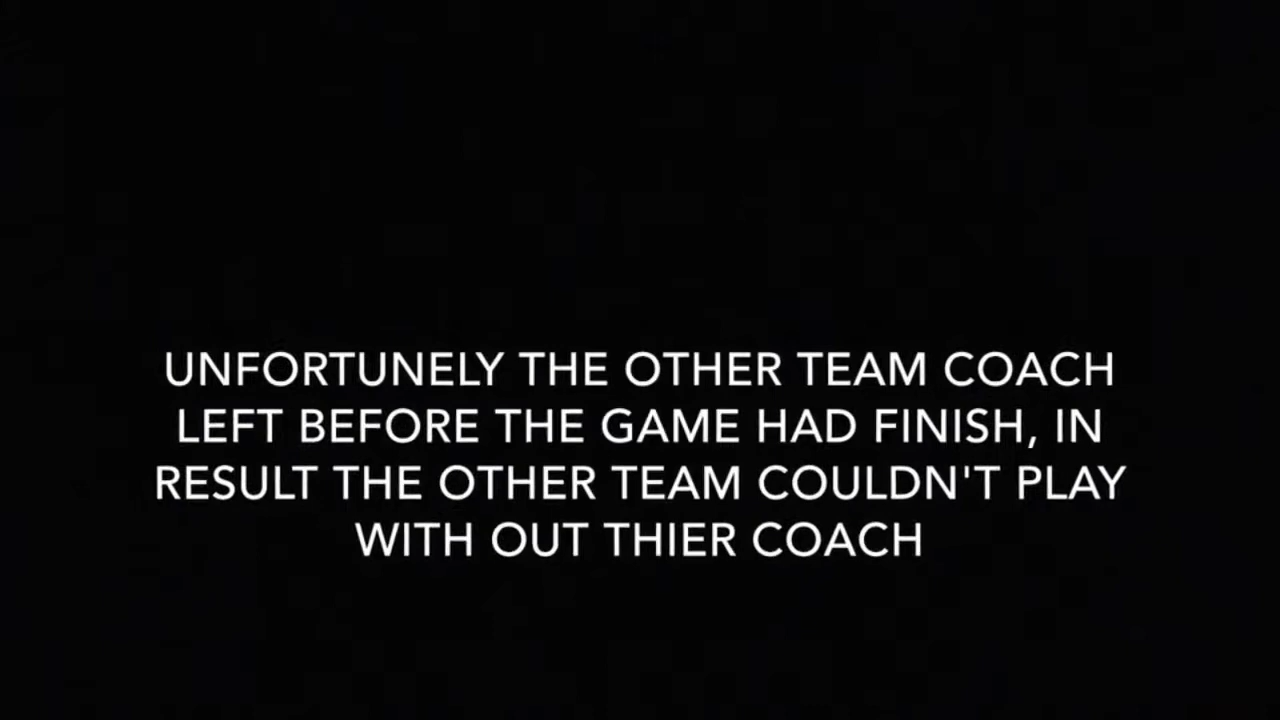 UNFORTUNELY THE OTHER TEAM COACH
LEFT BEFORE THE GAME HAD FINISH, IN
RESULT THE OTHER TEAM COULDN'T PLAY
WITH OUT THIER COACH